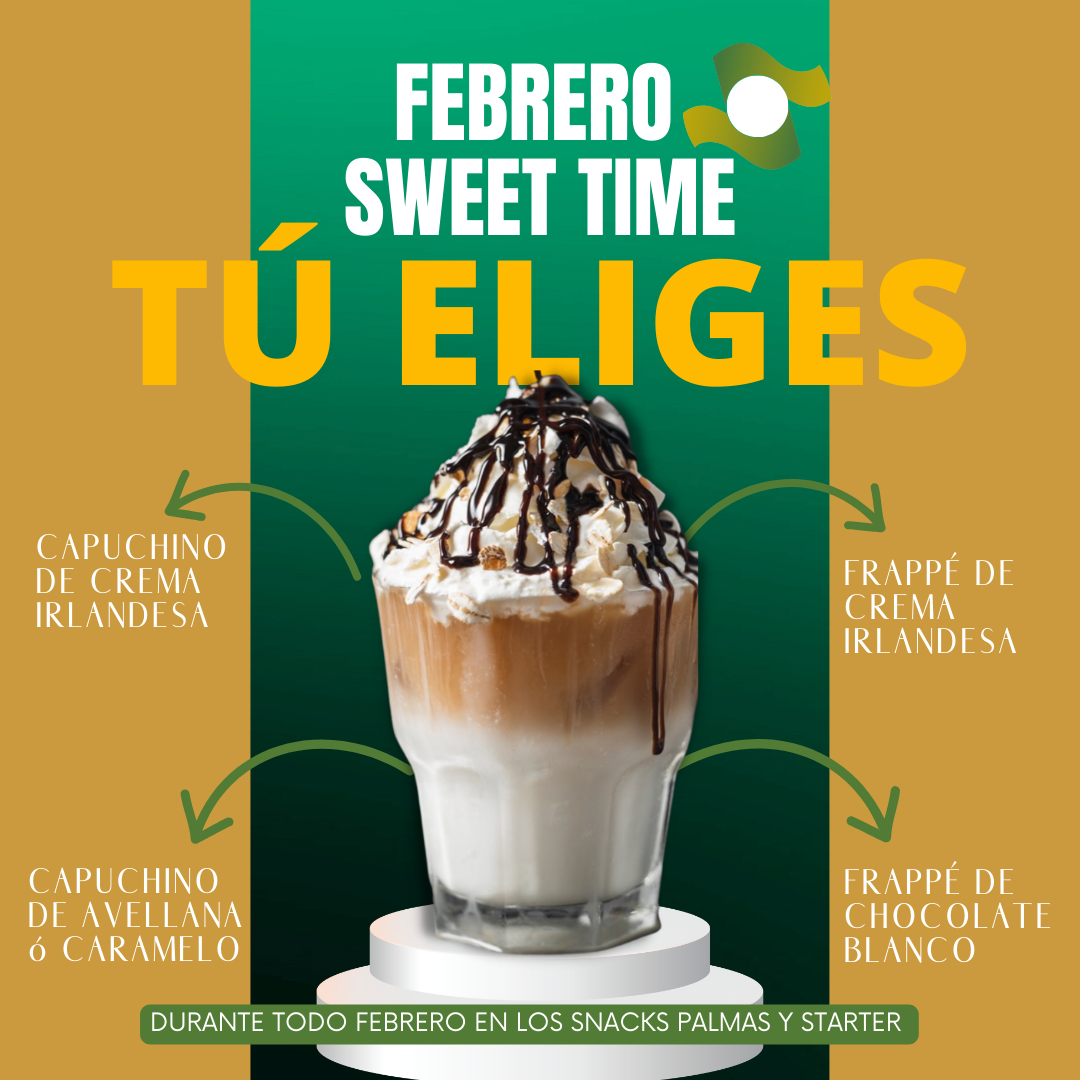 FEBRERO
SWEET TIME
TÚ ELIGES
CAPUCHINO
DE CREMA
IRLANDESA
FRAPPÉ DE
CREMA
IRLANDESA
CAPUCHINO
DE AVELLANA
ó CARAMELO
FRAPPÉ DE
CHOCOLATE
BLANCO
DURANTE TODO FEBRERO EN LOS SNACKS PALMAS Y STARTER